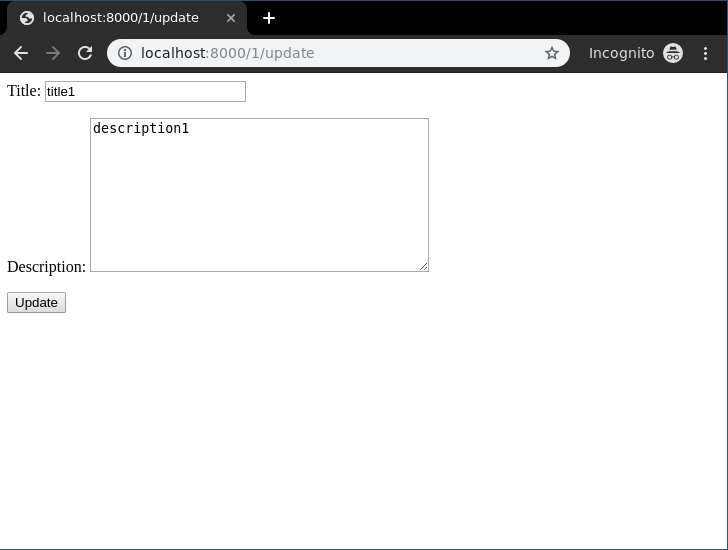 localhost:8000/1/update
localhost:8000/1/update Incognito
Title: title1
description1
Description:
Update